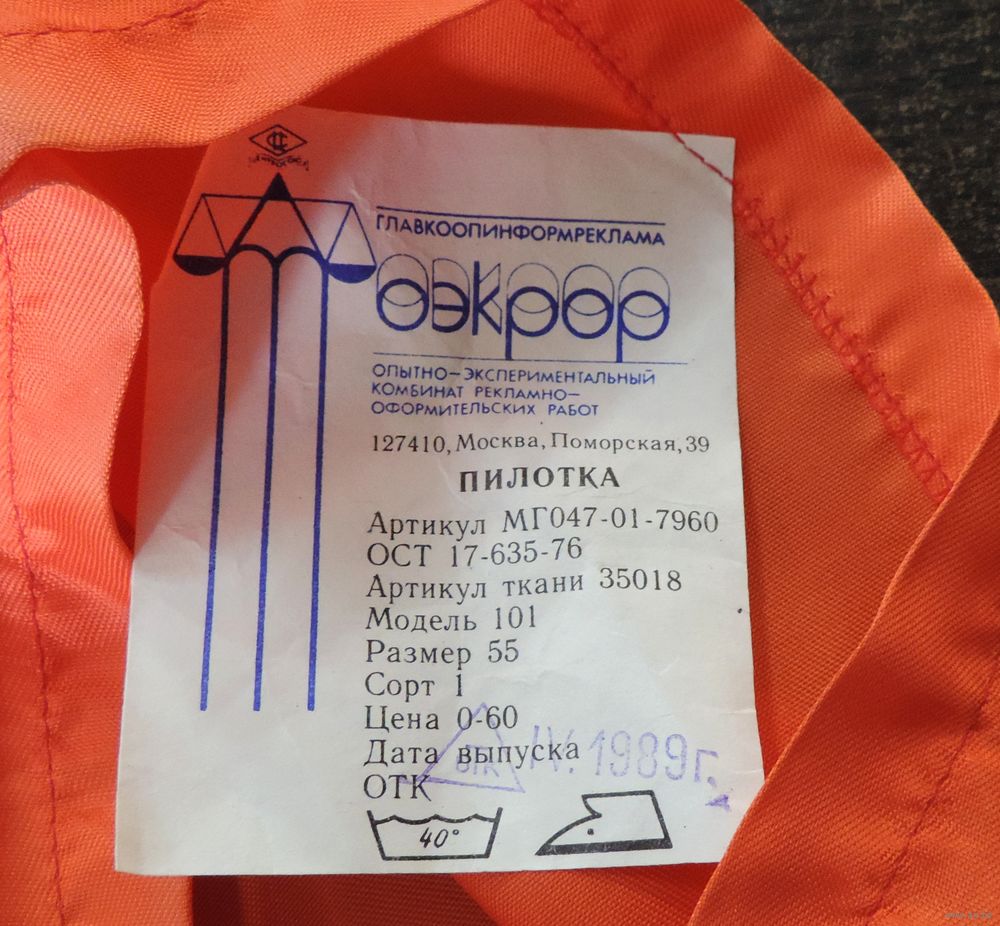 ГЛАВКООПИНФОРМРЕКЛАМА
ОЭКРОР
ОПЫТНО-ЭКСПЕРИМЕНТАЛЬНЫЙ
КОМБИНАТ РЕКЛАМНО-
ОФОРМИТЕЛЬСКИХ РАБОТ
127410, Москва, Поморская, 39
ПИЛОТКА
Артикул МГ047-01-7960
ОСТ 17-635-76
Артикул ткани 35018
Модель 101
Размер 55
Сорт 1
Цена 0-60
Дата выпуска IV. 1989г.
ОТК
ОТК
40°